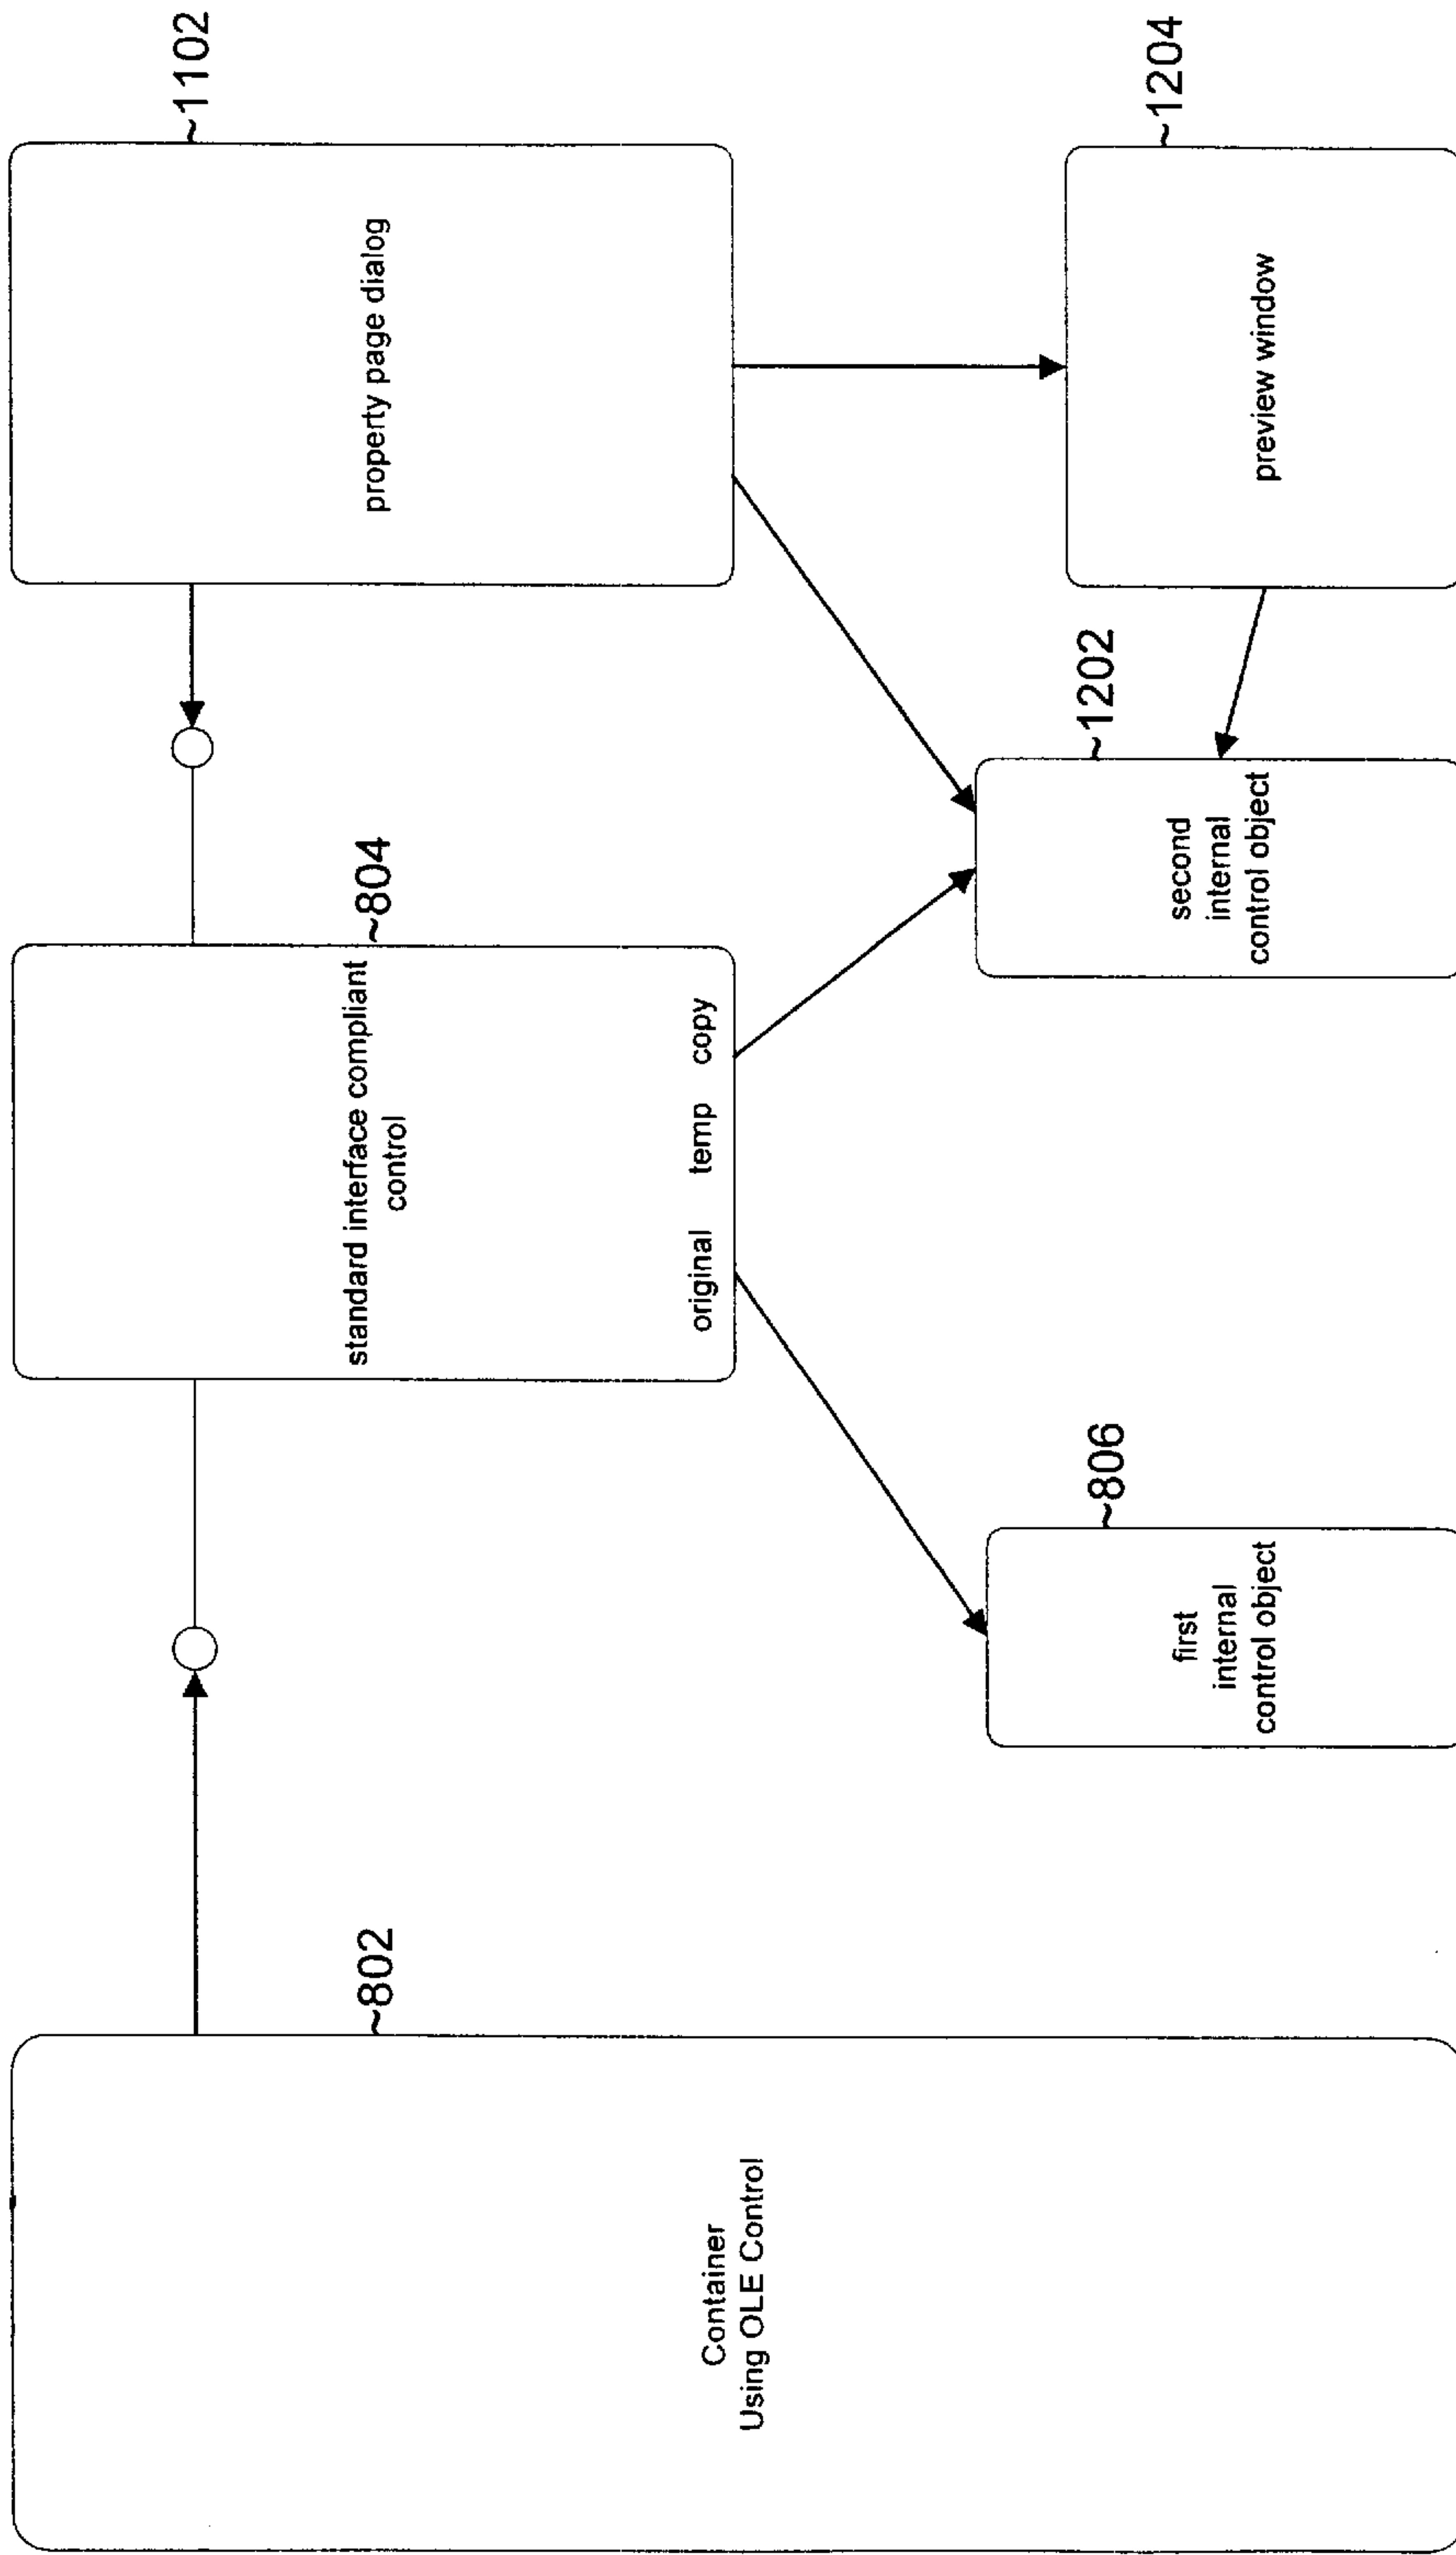 Container
Using OLE Control
~802
standard interface compliant
control
~804
original temp copy
property page dialog
~1102
first
internal
control object
~806
second
internal
control object
~1202
preview window
~1204